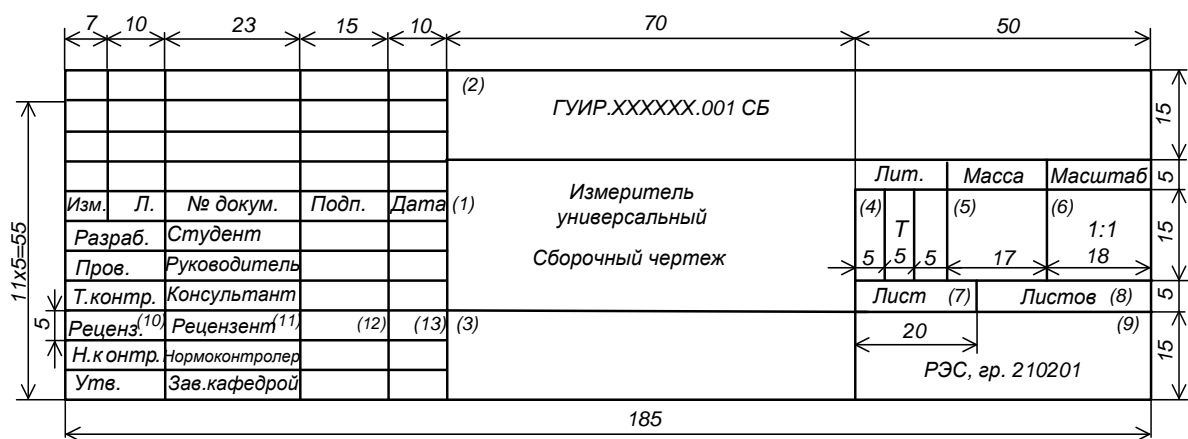 7 10 23 15 10 70 50
(2)
ГУИР.XXXXXX.001 СБ
15
Лит. Масса Масштаб 5
Изм. Л. № докум. Подп. Дата (1)
Измеритель
универсальный
Сборочный чертеж
(4) Т (5) (6) 1:1 15
5 5 5 17 18
Разраб. Студент
Пров. Руководитель
Т.контр. Консультант
Лист (7) Листов (8) 5
Реценз. (10) Рецензент (11) (12) (13) (3) (9)
Н.к онтр. Нормоконтролер
Утв. Зав.кафедрой
20
РЭС, гр. 210201
15
11х5=55
5
185